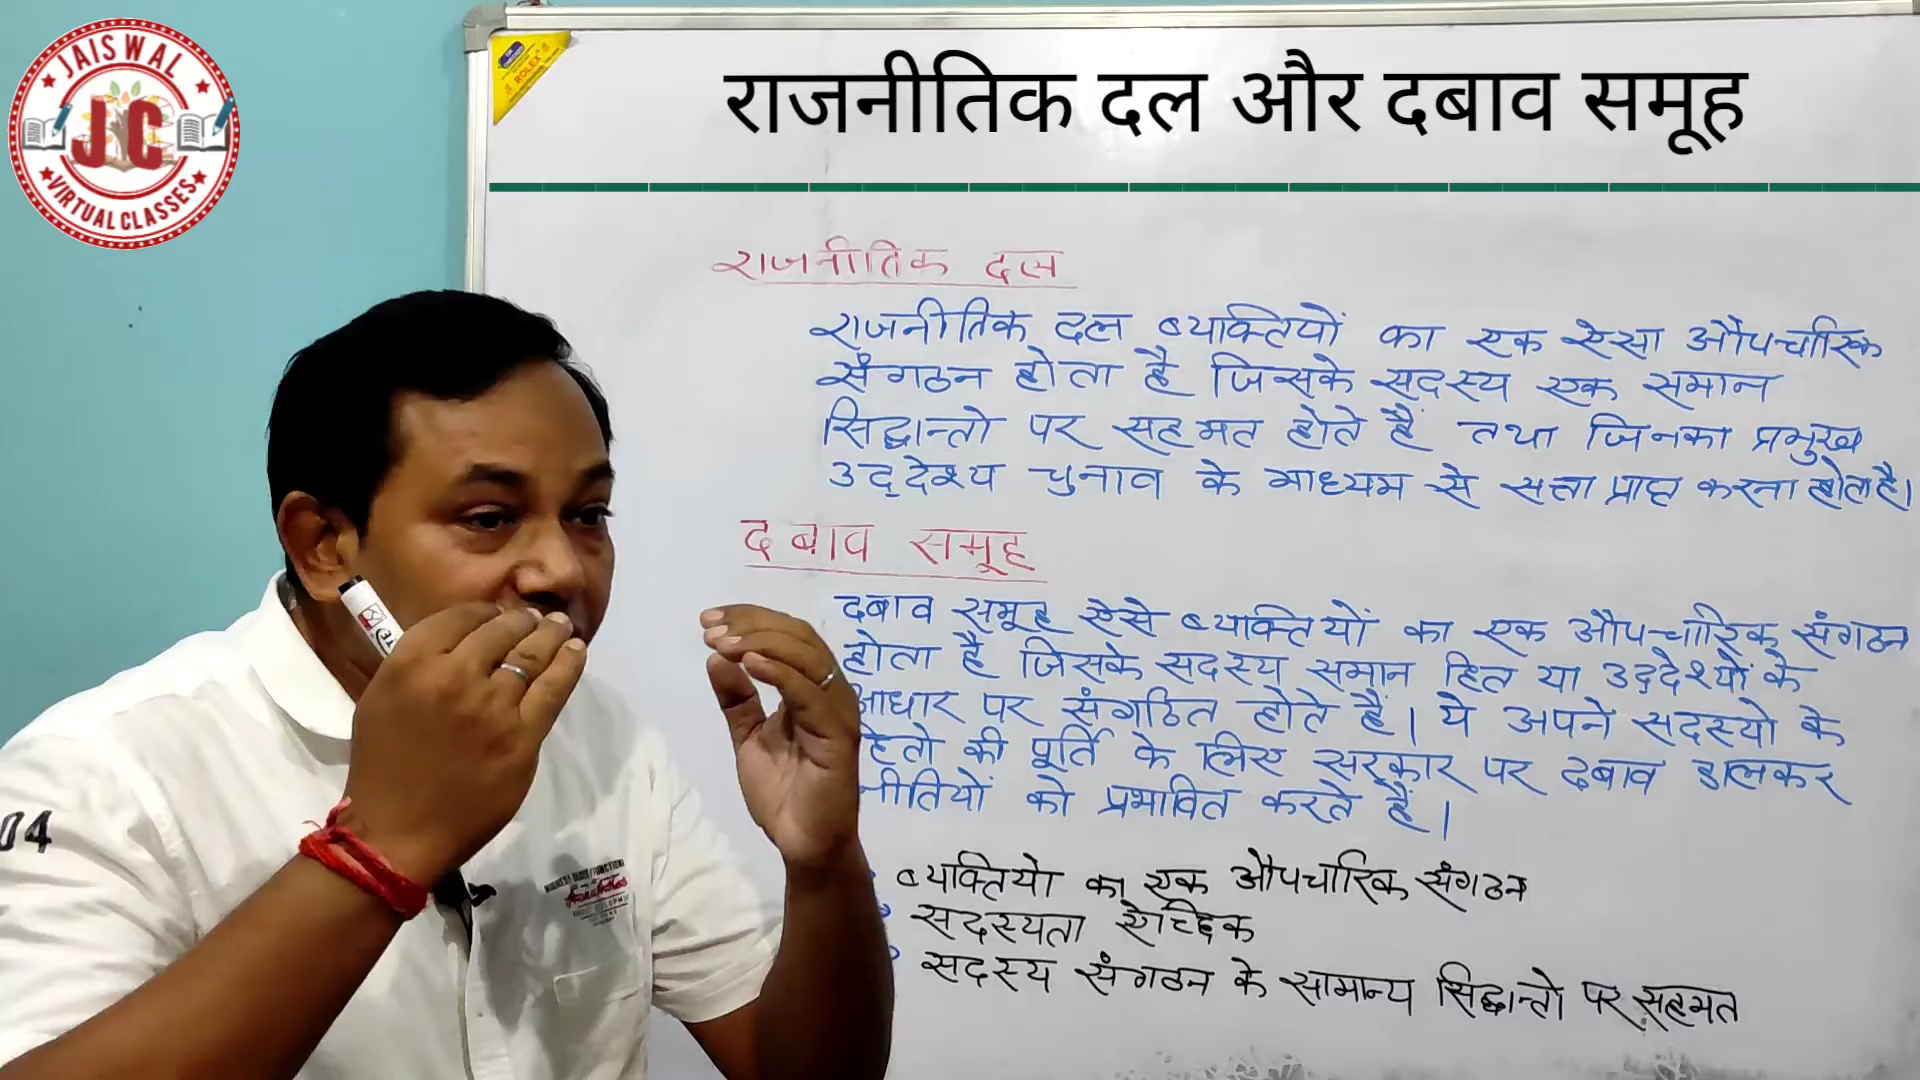 JAISWAL
JC
VIRTUAL CLASSES
ROLEX
राजनीतिक दल और दबाव समूह
राजनीतिक दल
राजनीतिक दल व्यक्तियों का एक ऐसा औपचारिक
संगठन होता है जिसके सदस्य एक समान
सिद्धान्तो पर सहमत होते हैं तथा जिनका प्रमुख
उद्देश्य चुनाव के माध्यम से सत्ता प्राप्त करना होता है।
दबाव समूह
दबाव समूह ऐसे व्यक्तियों का एक औपचारिक संगठन
होता है जिसके सदस्य समान हित या उद्देश्यों के
आधार पर संगठित होते हैं। ये अपने सदस्यो के
हितो की पूर्ति के लिए सरकार पर दबाव डालकर
नीतियों को प्रभावित करते हैं।
व्यक्तियो का एक औपचारिक संगठन
सदस्यता ऐच्छिक
सदस्य संगठन के सामान्य सिद्धान्तो पर सहमत
04